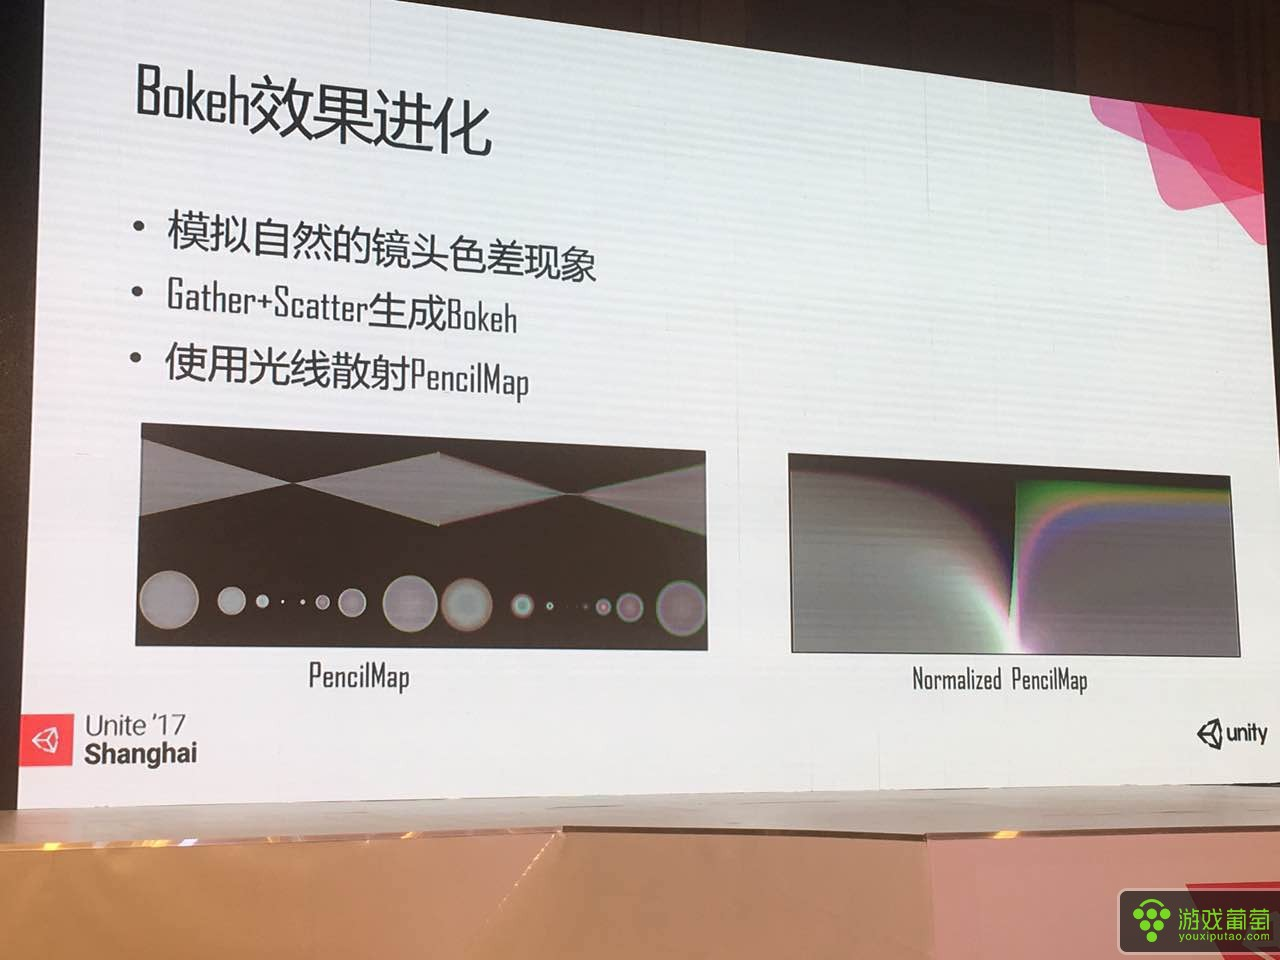 Bokeh效果进化
• 模拟自然的镜头色差现象
• Gather+Scatter生成Bokeh
• 使用光线散射PencilMap
PencilMap
Normalized PencilMap
Unite '17
Shanghai
unity
游戏葡萄
youxiputao.com